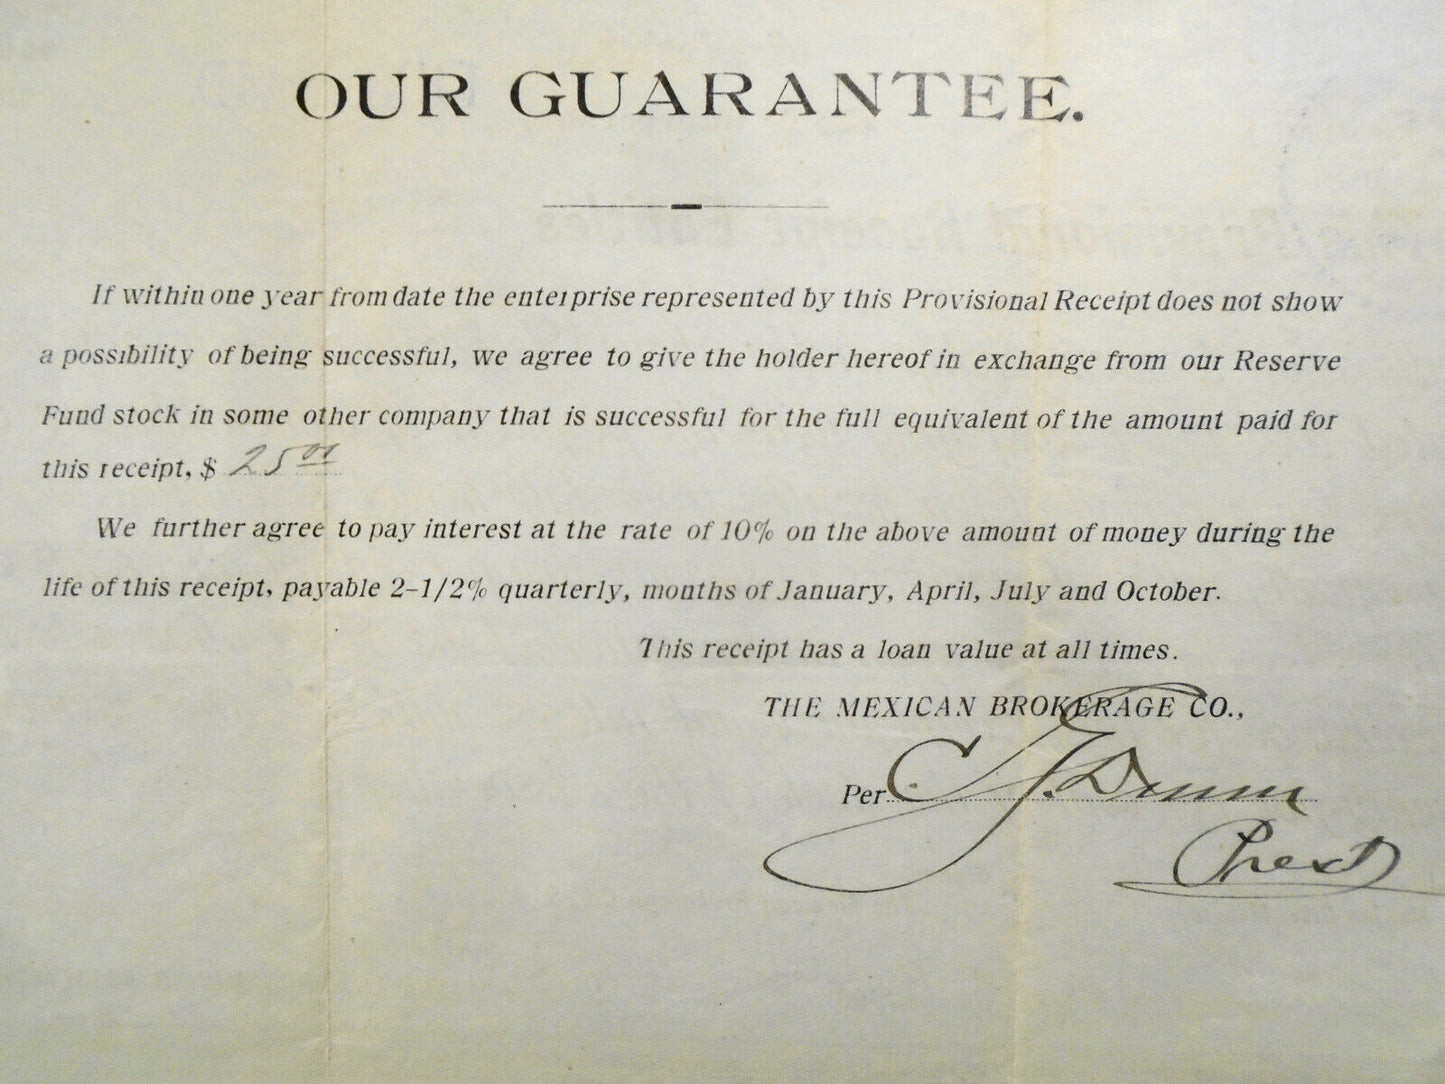 OUR GUARANTEE.
If within one year from date the enterprise represented by this Provisional Receipt does not show
a possibility of being successful, we agree to give the holder hereof in exchange from our Reserve
Fund stock in some other company that is successful for the full equivalent of the amount paid for
this receipt, $ 25 00
We further agree to pay interest at the rate of 10% on the above amount of money during the
life of this receipt, payable 2-1/2% quarterly, months of January, April, July and October.
This receipt has a loan value at all times.
THE MEXICAN BROKERAGE CO.,
Per C. J. Dunn
Prest